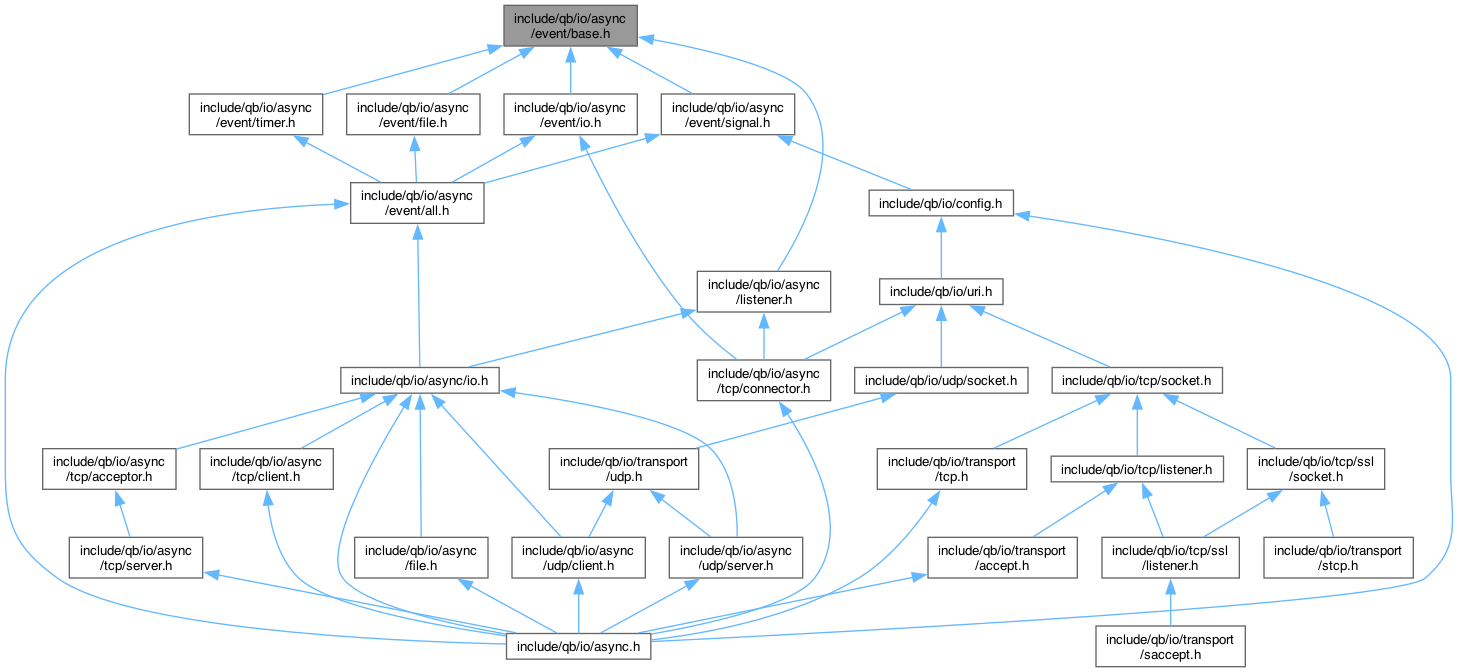 include/qb/io/async
/event/base.h
include/qb/io/async
/event/timer.h
include/qb/io/async
/event/file.h
include/qb/io/async
/event/io.h
include/qb/io/async
/event/signal.h
include/qb/io/async
/event/all.h
include/qb/io/config.h
include/qb/io/async
/listener.h
include/qb/io/uri.h
include/qb/io/async/io.h
include/qb/io/async
/tcp/connector.h
include/qb/io/udp/socket.h
include/qb/io/tcp/socket.h
include/qb/io/async
/tcp/acceptor.h
include/qb/io/async
/tcp/client.h
include/qb/io/transport
/udp.h
include/qb/io/transport
/tcp.h
include/qb/io/tcp/listener.h
include/qb/io/tcp/ssl
/socket.h
include/qb/io/async
/tcp/server.h
include/qb/io/async
/file.h
include/qb/io/async
/udp/client.h
include/qb/io/async
/udp/server.h
include/qb/io/transport
/accept.h
include/qb/io/tcp/ssl
/listener.h
include/qb/io/transport
/stcp.h
include/qb/io/async.h
include/qb/io/transport
/saccept.h